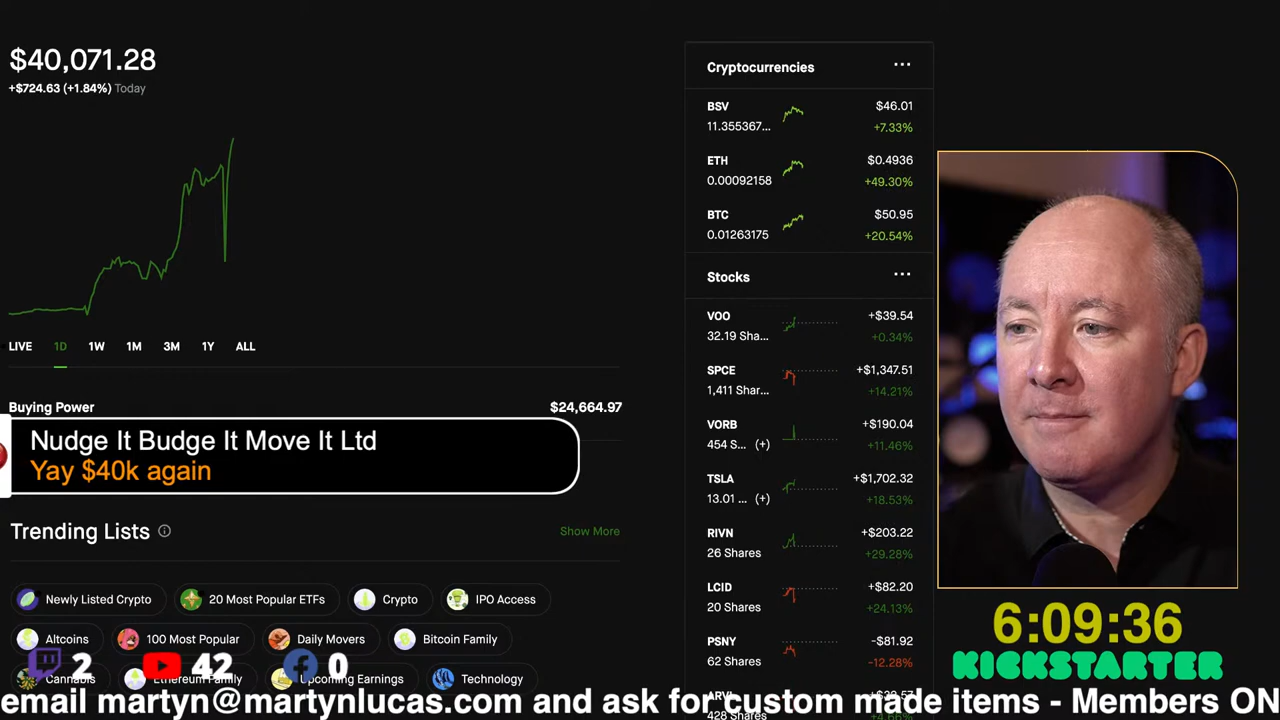 $40,071.28
+$724.63 (+1.84%) Today
LIVE 1D 1W 1M 3M 1Y ALL
Buying Power $24,664.97
Nudge It Budge It Move It Ltd
Yay $40k again
Trending Lists Show More
Newly Listed Crypto 20 Most Popular ETFs Crypto IPO Access
Altcoins 100 Most Popular Daily Movers Bitcoin Family
Cannabis Ethereum Family Upcoming Earnings Technology
2 42 0
Cryptocurrencies ...
BSV $46.01
11.355367... +7.33%
ETH $0.4936
0.00092158 +49.30%
BTC $50.95
0.01263175 +20.54%
Stocks ...
VOO +$39.54
32.19 Sha... +0.34%
SPCE +$1,347.51
1,411 Shar... +14.21%
VORB +$190.04
454 S... (+) +11.46%
TSLA +$1,702.32
13.01 ... (+) +18.53%
RIVN +$203.22
26 Shares +29.28%
LCID +$82.20
20 Shares +24.13%
PSNY -$81.92
62 Shares -12.28%
428 Shares
6:09:36
KICKSTARTER
email martyn@martynlucas.com and ask for custom made items - Members ON